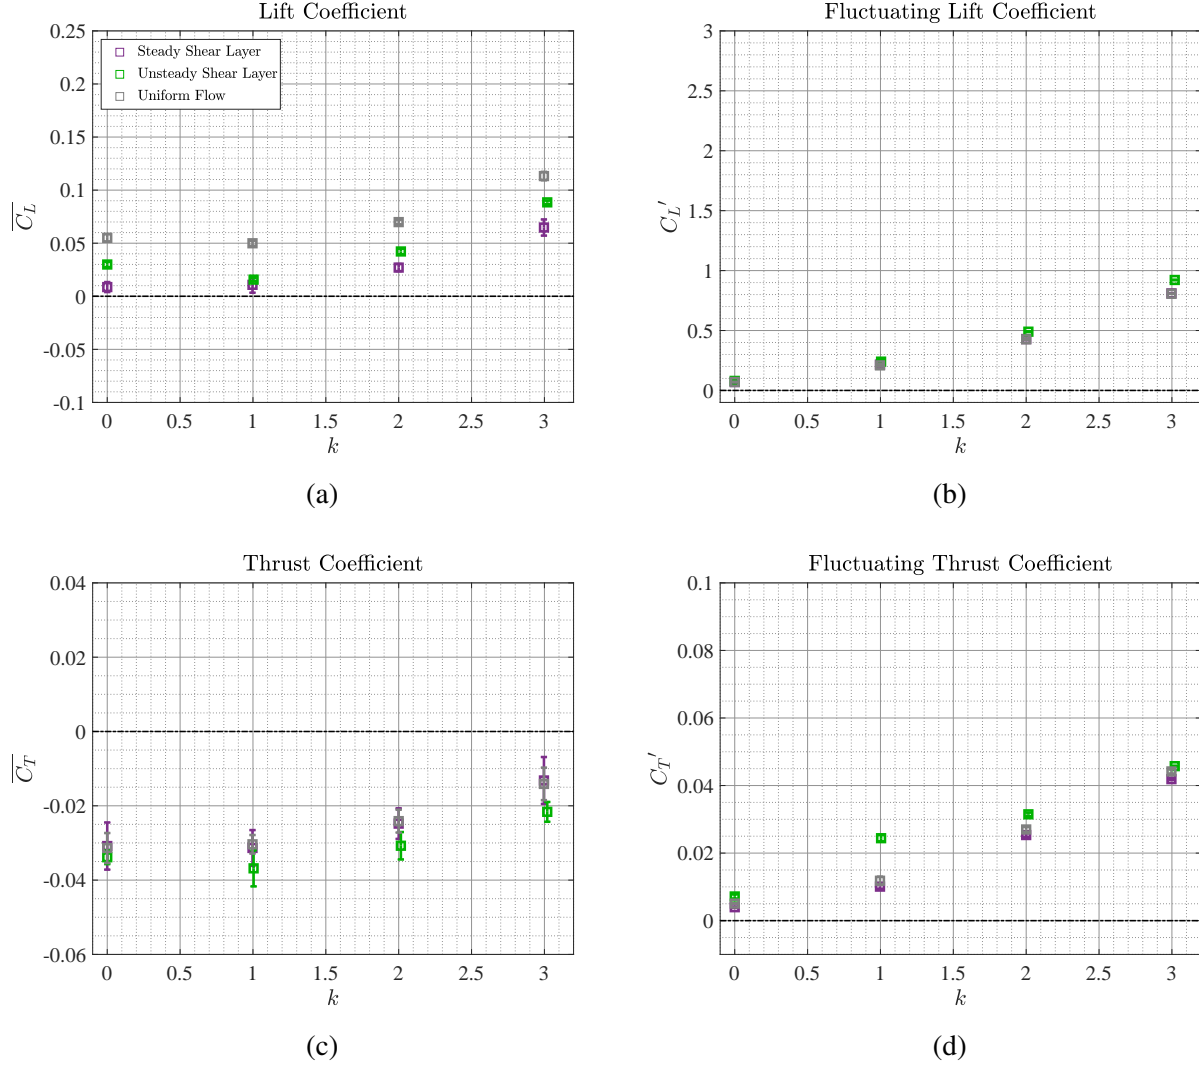 Lift Coefficient
0.25
0.2
0.15
0.1
0.05
0
-0.05
-0.1
C_L
Steady Shear Layer
Unsteady Shear Layer
Uniform Flow
0 0.5 1 1.5 2 2.5 3
k
(a)
Fluctuating Lift Coefficient
3
2.5
2
1.5
1
0.5
0
C_L′
0 0.5 1 1.5 2 2.5 3
k
(b)
Thrust Coefficient
0.04
0.02
0
-0.02
-0.04
-0.06
C_T
0 0.5 1 1.5 2 2.5 3
k
(c)
Fluctuating Thrust Coefficient
0.1
0.08
0.06
0.04
0.02
0
C_T′
0 0.5 1 1.5 2 2.5 3
k
(d)